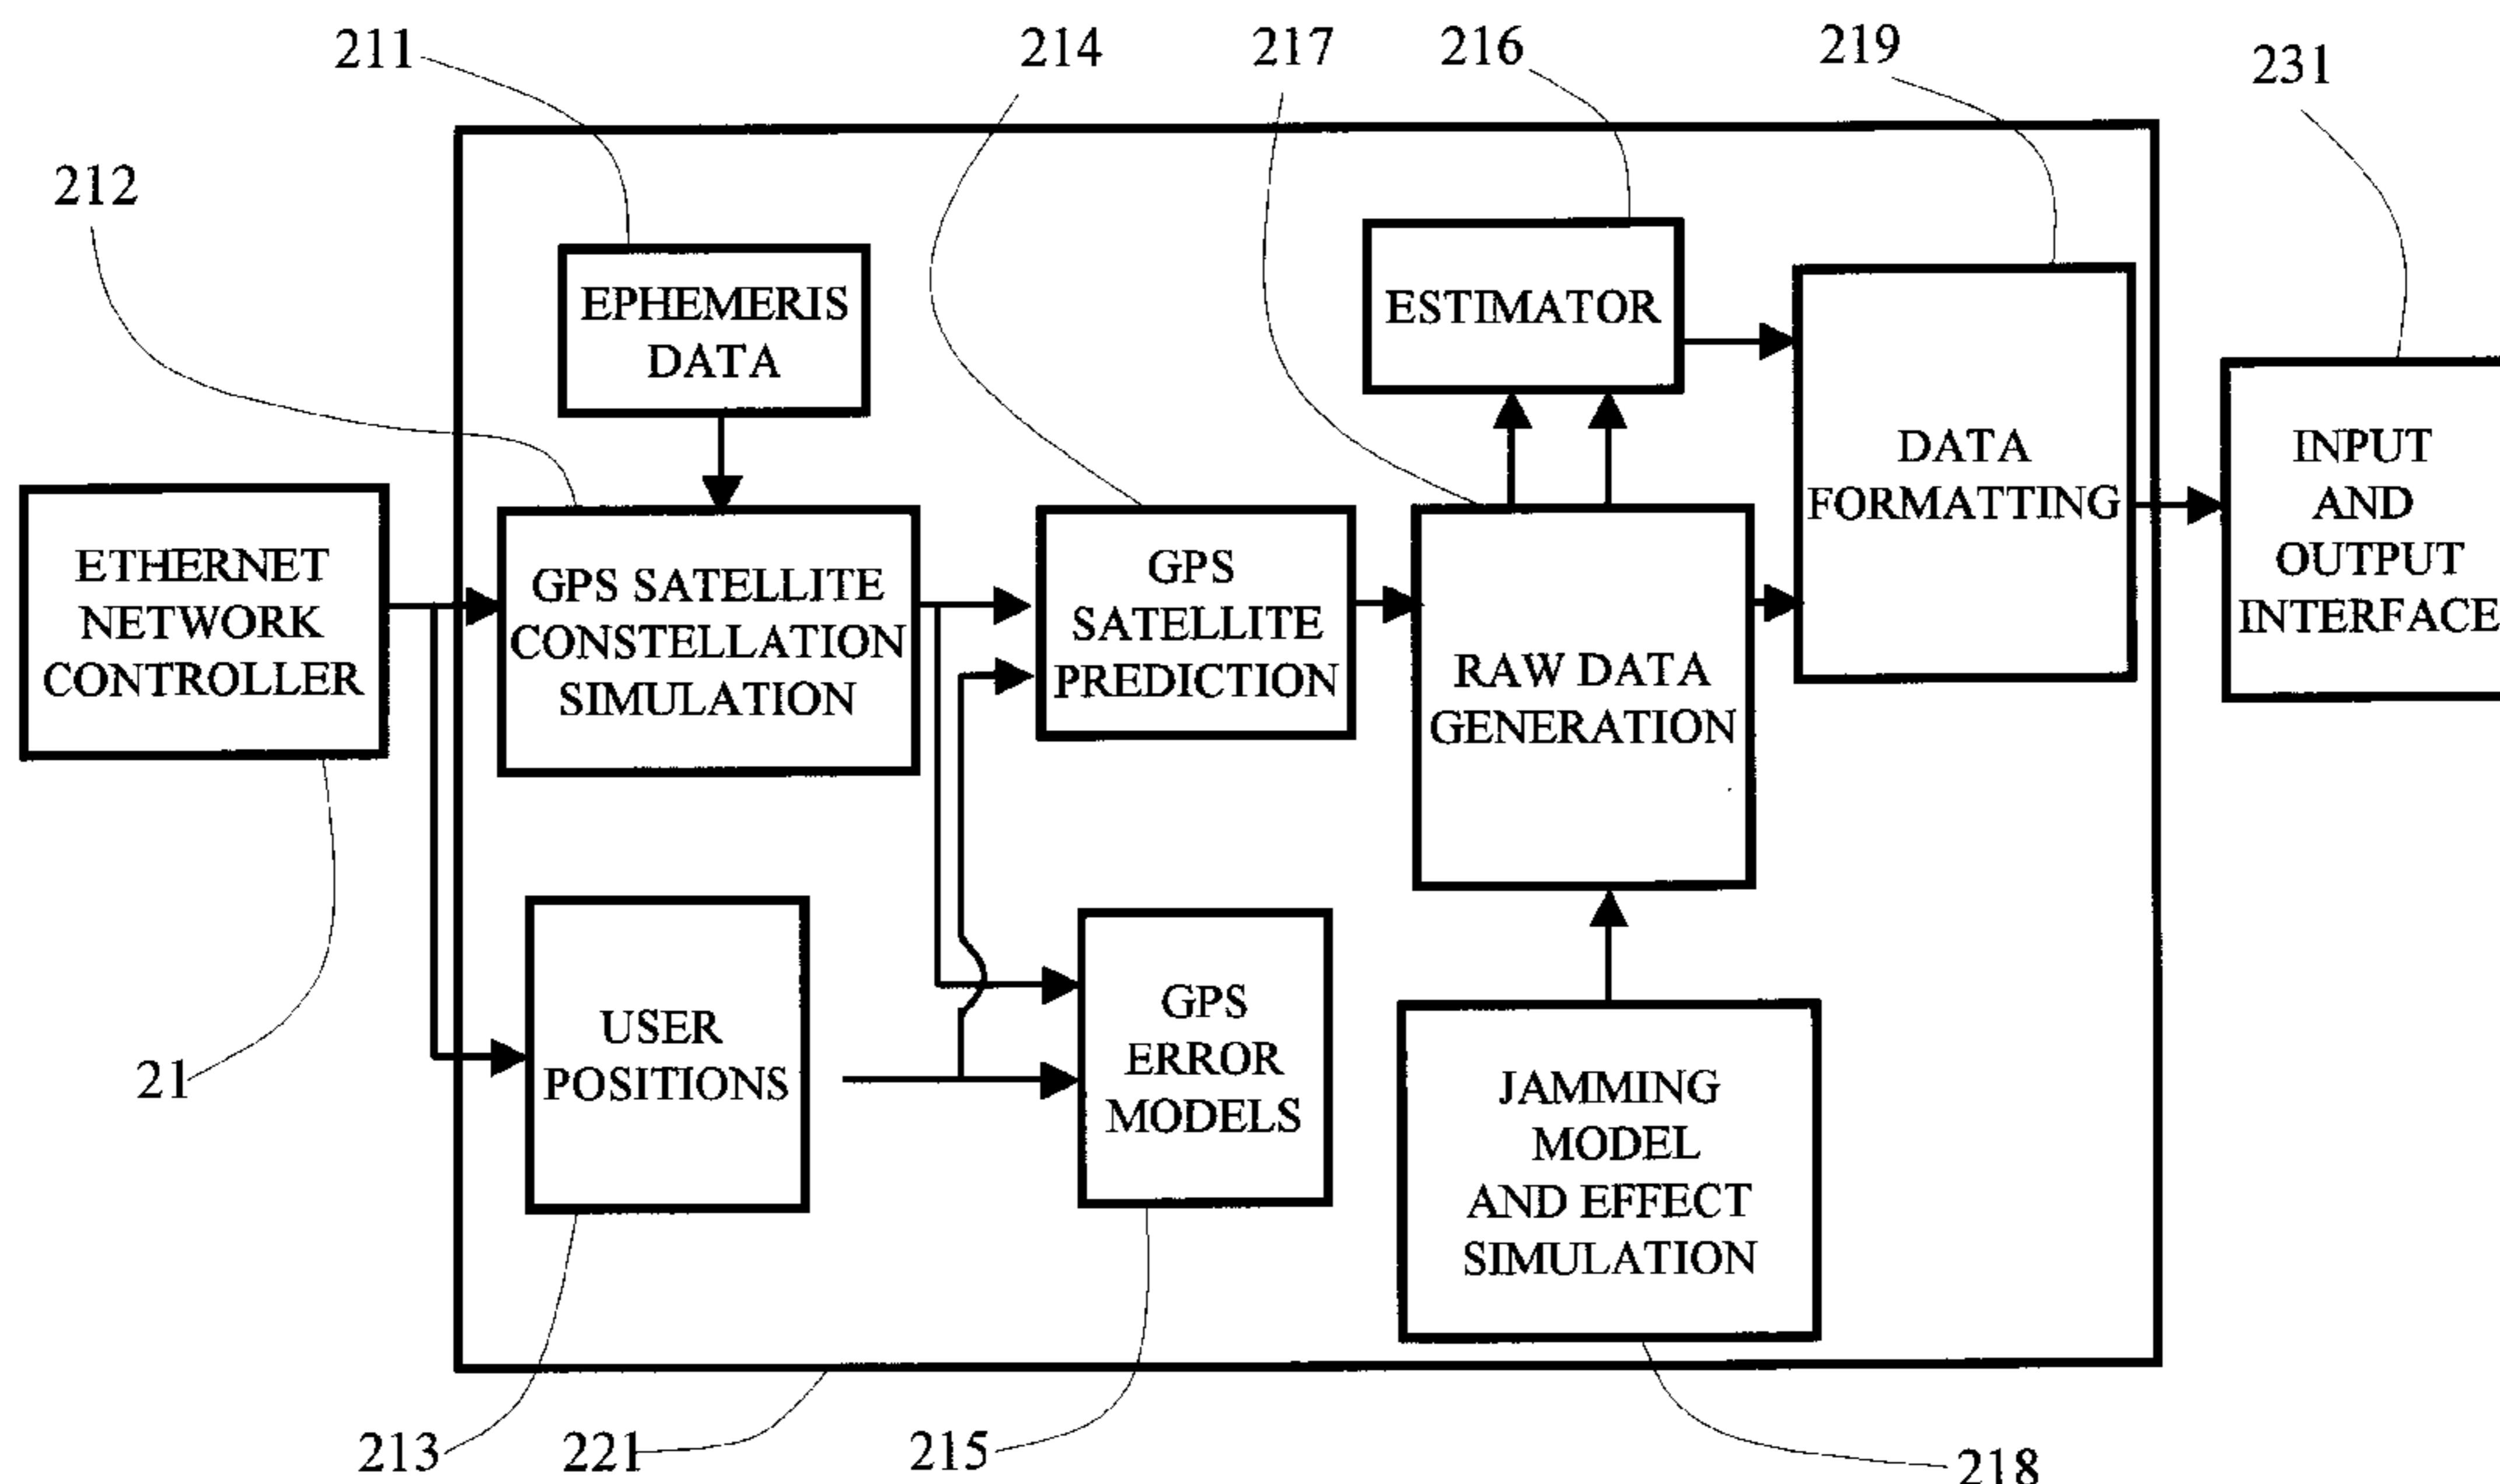 211
214
217
216
219
231
212
EPHEMERIS
DATA
ESTIMATOR
DATA
FORMATTING
INPUT
AND
OUTPUT
INTERFACE
ETHERNET
NETWORK
CONTROLLER
GPS SATELLITE
CONSTELLATION
SIMULATION
GPS
SATELLITE
PREDICTION
RAW DATA
GENERATION
USER
POSITIONS
GPS
ERROR
MODELS
JAMMING
MODEL
AND EFFECT
SIMULATION
21
213
221
215
218